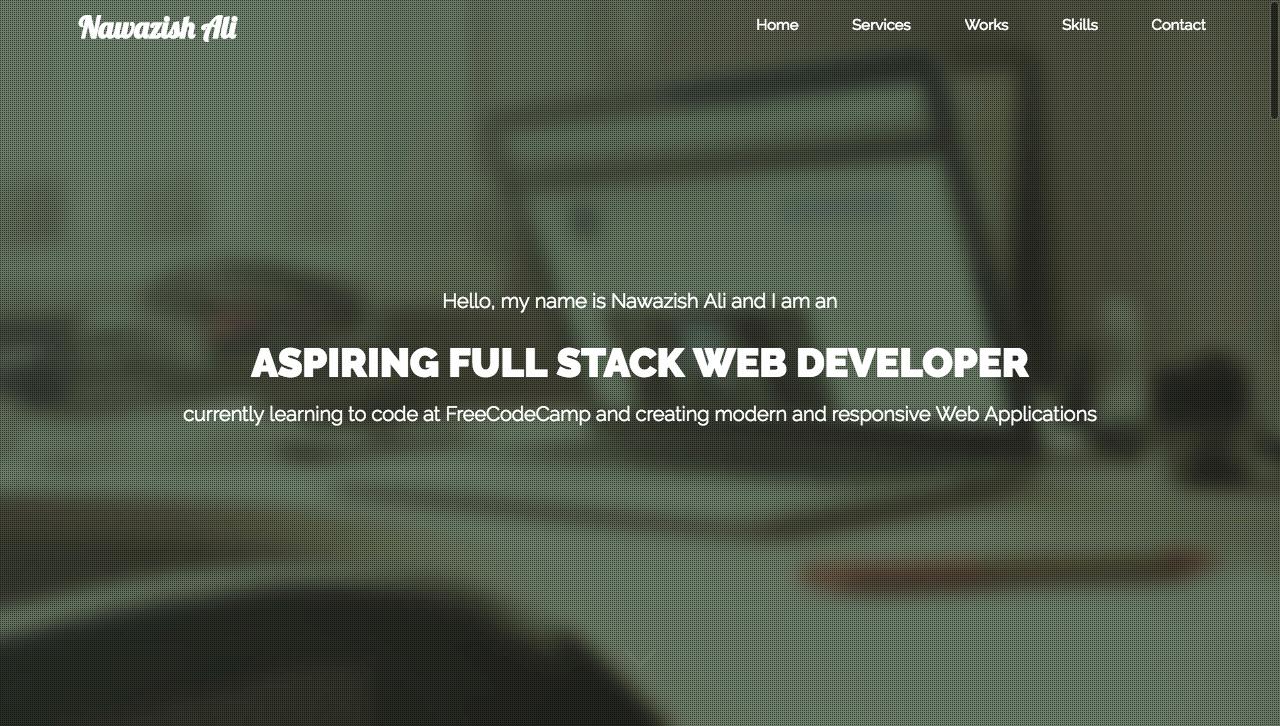 Nawazish Ali
Home Services Works Skills Contact
Hello, my name is Nawazish Ali and I am an
ASPIRING FULL STACK WEB DEVELOPER
currently learning to code at FreeCodeCamp and creating modern and responsive Web Applications